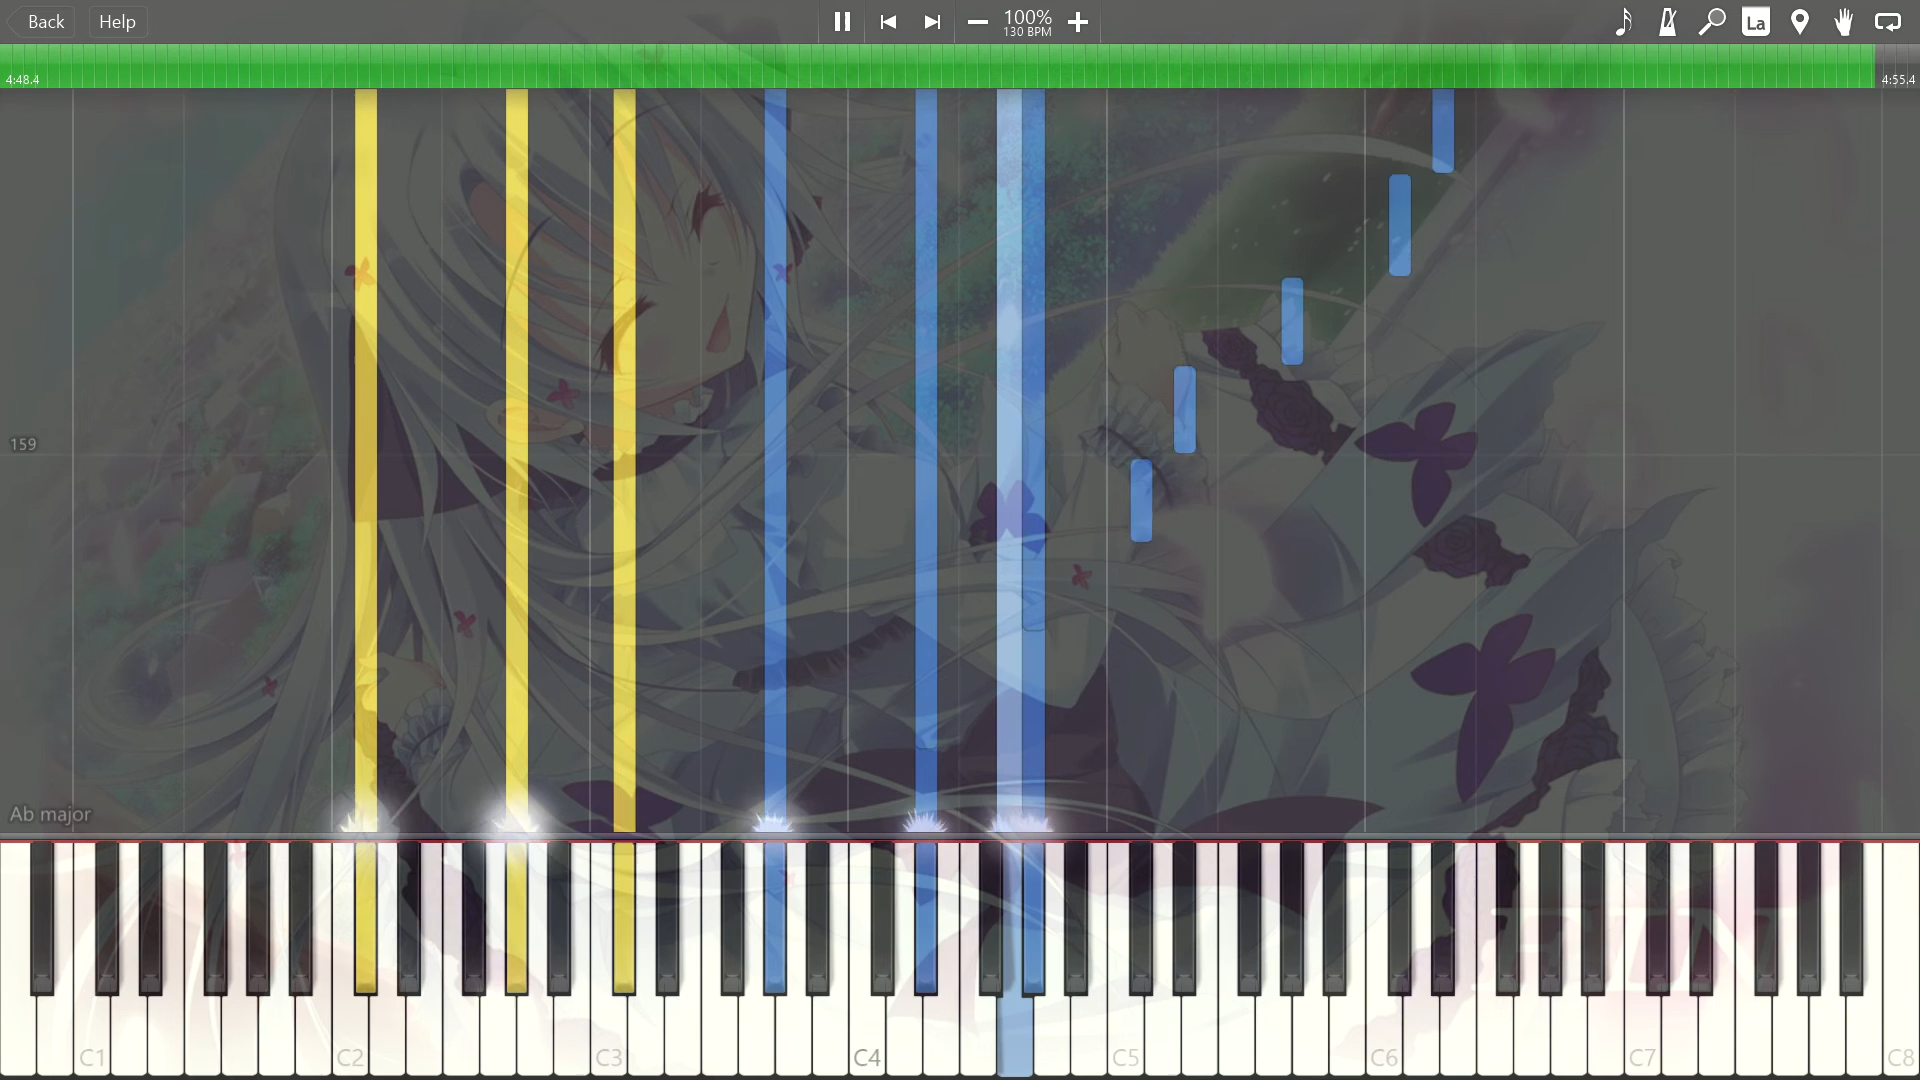 Back Help 100% La
130 BPM
4:48.4 4:55.4
159
Ab major
FIN
C1 C2 C3 C4 C5 C6 C7 C8